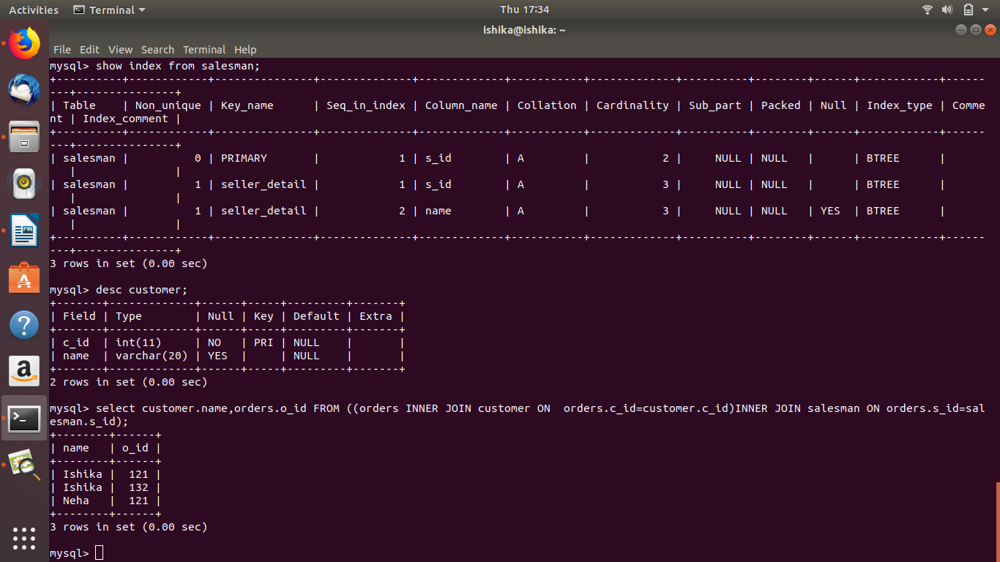 Activities Terminal Thu 17:34
ishika@ishika: ~
File Edit View Search Terminal Help
mysql> show index from salesman;
+----------+------------+---------------+--------------+-------------+-----------+-------------+----------+--------+------+------------+------
---+---------------+
| Table    | Non_unique | Key_name      | Seq_in_index | Column_name | Collation | Cardinality | Sub_part | Packed | Null | Index_type | Comme
nt | Index_comment |
+----------+------------+---------------+--------------+-------------+-----------+-------------+----------+--------+------+------------+------
---+---------------+
| salesman |          0 | PRIMARY       |            1 | s_id        | A         |           2 |     NULL | NULL   |      | BTREE      |
   |               |
| salesman |          1 | seller_detail |            1 | s_id        | A         |           3 |     NULL | NULL   |      | BTREE      |
   |               |
| salesman |          1 | seller_detail |            2 | name        | A         |           3 |     NULL | NULL   | YES  | BTREE      |
   |               |
+----------+------------+---------------+--------------+-------------+-----------+-------------+----------+--------+------+------------+------
---+---------------+
3 rows in set (0.00 sec)
mysql> desc customer;
+-------+-------------+------+-----+---------+-------+
| Field | Type        | Null | Key | Default | Extra |
+-------+-------------+------+-----+---------+-------+
| c_id  | int(11)     | NO   | PRI | NULL    |       |
| name  | varchar(20) | YES  |     | NULL    |       |
+-------+-------------+------+-----+---------+-------+
2 rows in set (0.00 sec)
mysql> select customer.name,orders.o_id FROM ((orders INNER JOIN customer ON  orders.c_id=customer.c_id)INNER JOIN salesman ON orders.s_id=sal
esman.s_id);
+--------+------+
| name   | o_id |
+--------+------+
| Ishika |  121 |
| Ishika |  132 |
| Neha   |  121 |
+--------+------+
3 rows in set (0.00 sec)
mysql>